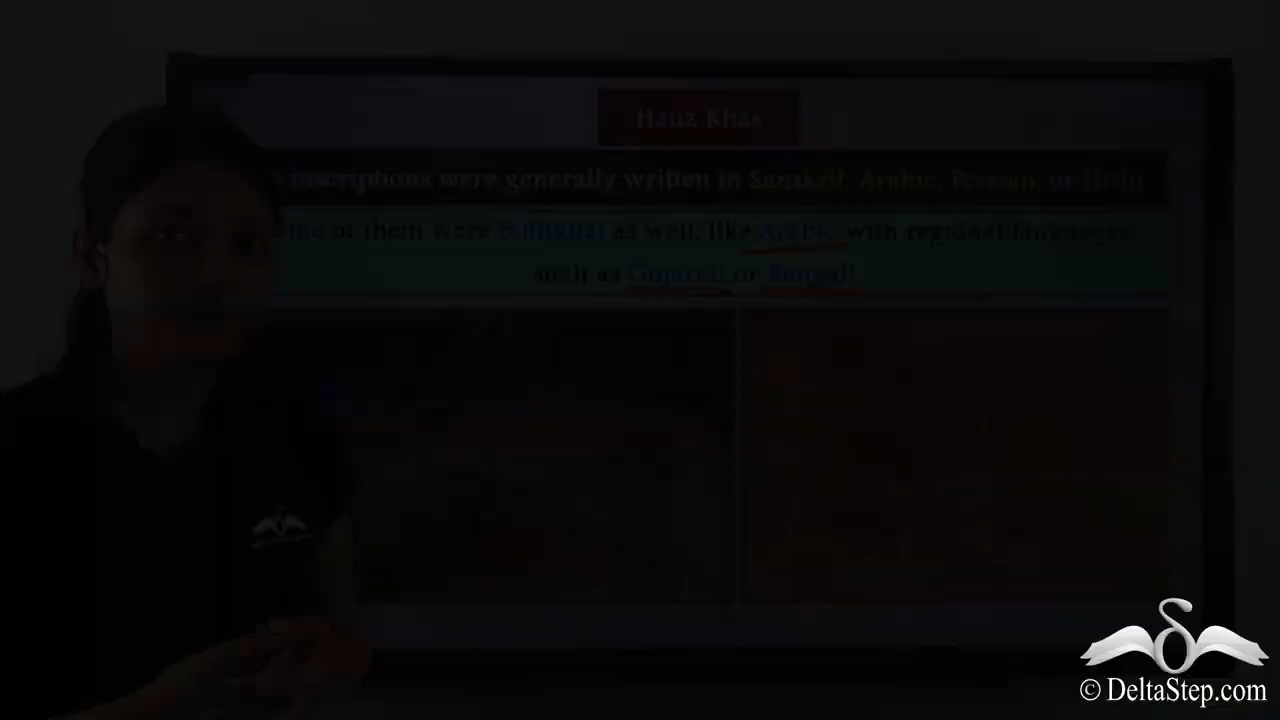 Hauz Khas
inscriptions were generally written in Sanskrit, Arabic, Persian, or Urdu
of them were bilingual as well, like Arabic with regional languages
such as Gujarati or Bengali
© DeltaStep.com